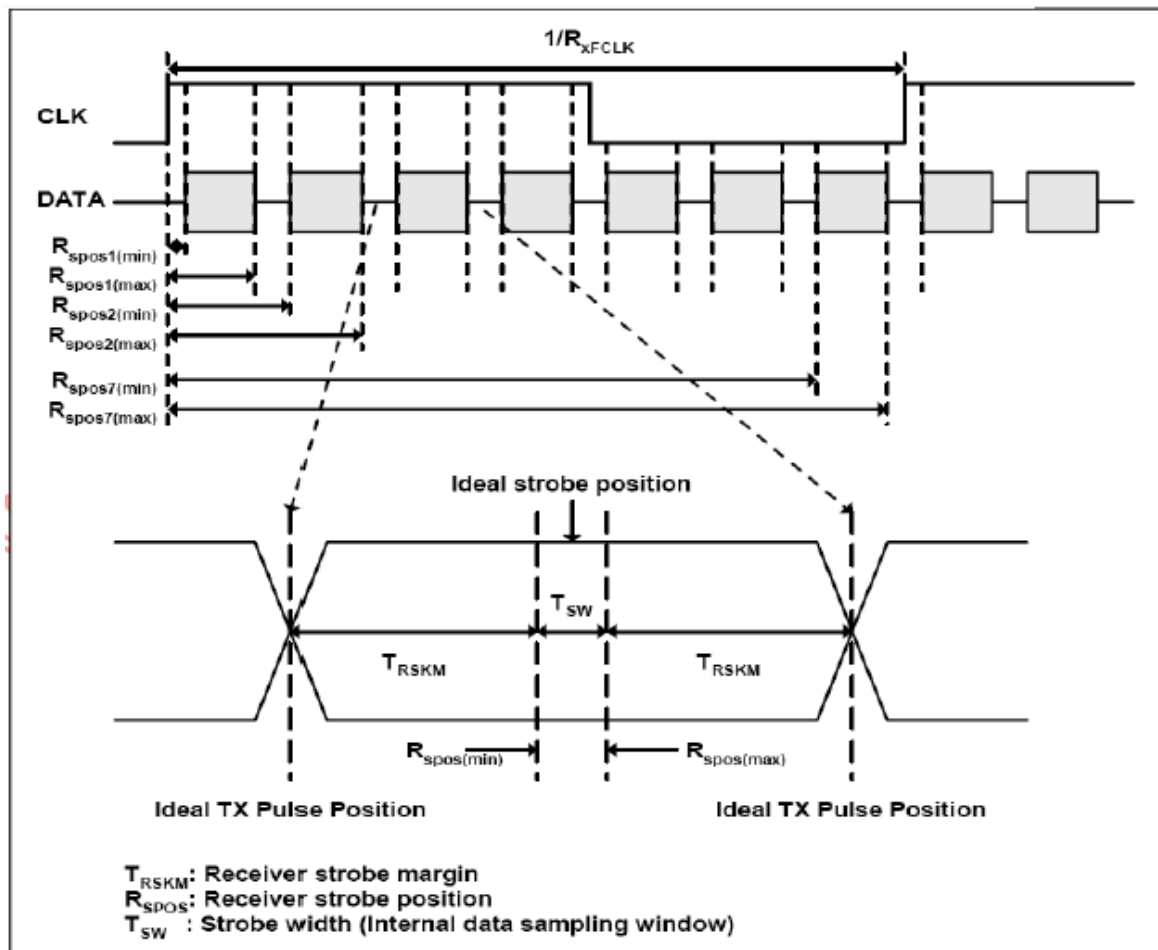 1/RxFCLK
CLK
DATA
Rspos1(min)
Rspos1(max)
Rspos2(min)
Rspos2(max)
Rspos7(min)
Rspos7(max)
Ideal strobe position
TSW
TRSKM
TRSKM
Rspos(min)
Rspos(max)
Ideal TX Pulse Position
Ideal TX Pulse Position
TRSKM: Receiver strobe margin
RSPOS: Receiver strobe position
TSW : Strobe width (Internal data sampling window)